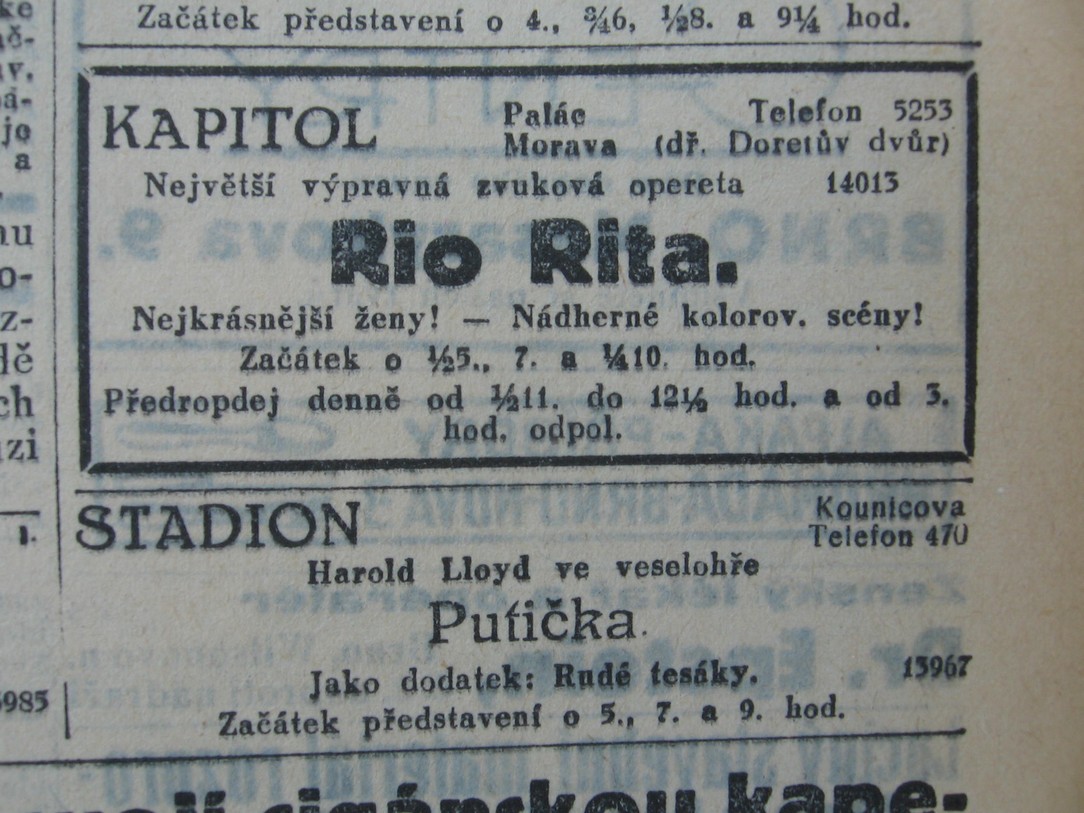 Začátek představení o 4., ¾6, ½8. a 9¼ hod.
KAPITOL
Palác Telefon 5253
Morava (dř. Doretův dvůr)
Největší výpravná zvuková opereta 14013
Rio Rita.
Nejkrásnější ženy! — Nádherné kolorov. scény!
Začátek o ½5., 7. a ¼10. hod.
Předropdej denně od ½11. do 12½ hod. a od 3.
hod. odpol.
STADION
Kounicova
Telefon 470
Harold Lloyd ve veselohře
Putička.
Jako dodatek: Rudé tesáky. 13967
Začátek představení o 5., 7. a 9. hod.
cigánskou kape-